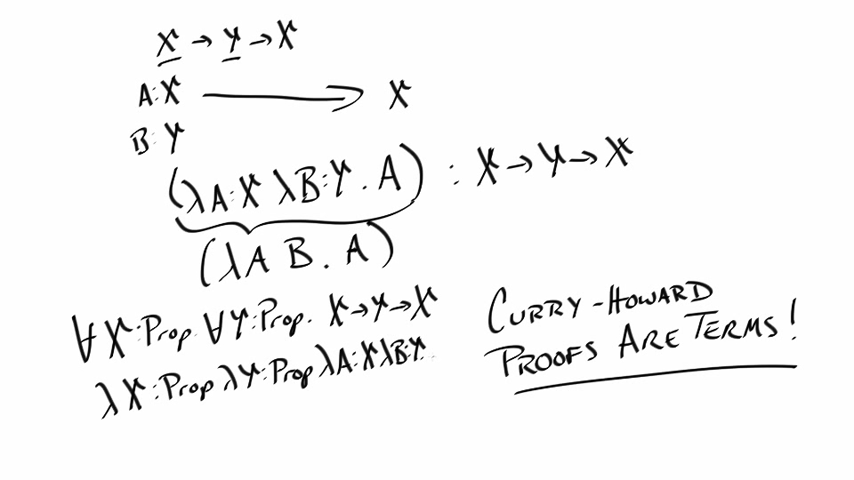 X → Y → X
A:X ⟶ X
B:Y
(λA:X λB:Y . A) : X → Y → X
(λA B . A)
∀X:Prop. ∀Y:Prop. X→Y→X
λX:Prop λY:Prop λA:X λB:Y.
CURRY-HOWARD
PROOFS ARE TERMS!